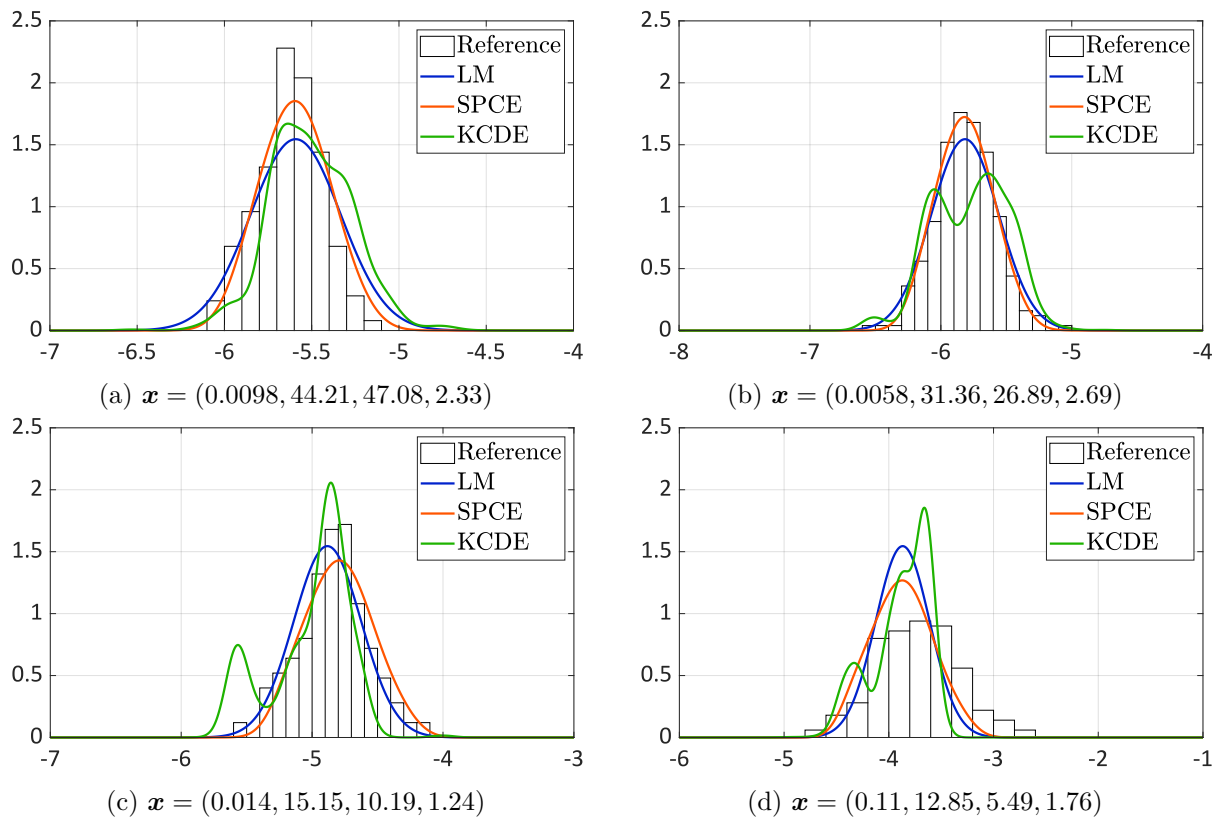 2.5
2
1.5
1
0.5
0
-7
-6.5
-6
-5.5
-5
-4.5
-4
Reference
LM
SPCE
KCDE
(a) x = (0.0098, 44.21, 47.08, 2.33)
2.5
2
1.5
1
0.5
0
-8
-7
-6
-5
-4
Reference
LM
SPCE
KCDE
(b) x = (0.0058, 31.36, 26.89, 2.69)
2.5
2
1.5
1
0.5
0
-7
-6
-5
-4
-3
Reference
LM
SPCE
KCDE
(c) x = (0.014, 15.15, 10.19, 1.24)
2.5
2
1.5
1
0.5
0
-6
-5
-4
-3
-2
-1
Reference
LM
SPCE
KCDE
(d) x = (0.11, 12.85, 5.49, 1.76)